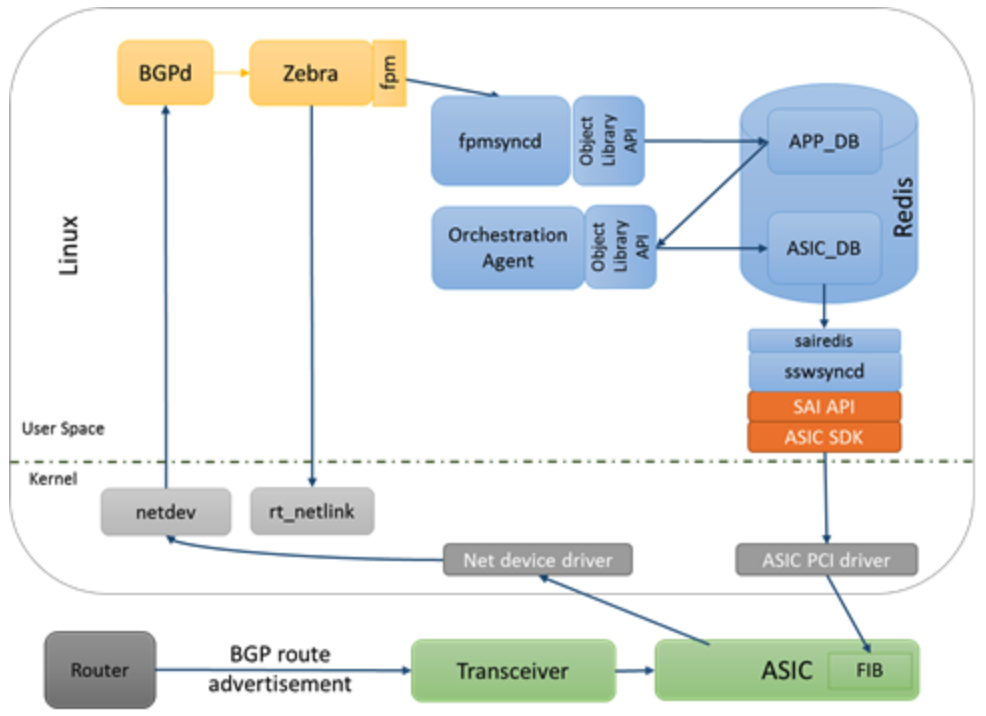 BGPd
Zebra
fpm
fpmsyncd
Object
Library
API
APP_DB
Redis
Linux
Orchestration
Agent
Object
Library
API
ASIC_DB
sairedis
sswsyncd
SAI API
ASIC SDK
User Space
Kernel
netdev
rt_netlink
Net device driver
ASIC PCI driver
Router
BGP route
advertisement
Transceiver
ASIC
FIB